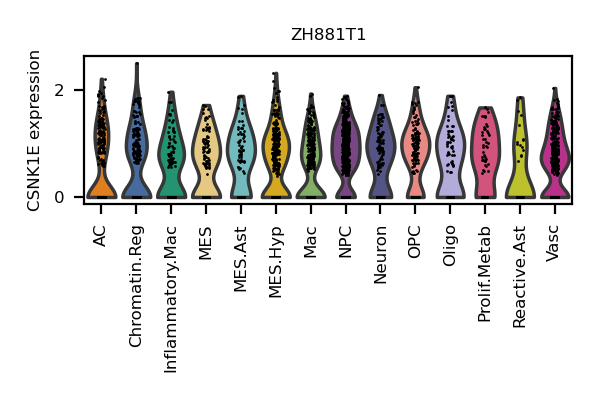 ZH881T1
CSNK1E expression
2
0
AC
Chromatin.Reg
Inflammatory.Mac
MES
MES.Ast
MES.Hyp
Mac
NPC
Neuron
OPC
Oligo
Prolif.Metab
Reactive.Ast
Vasc